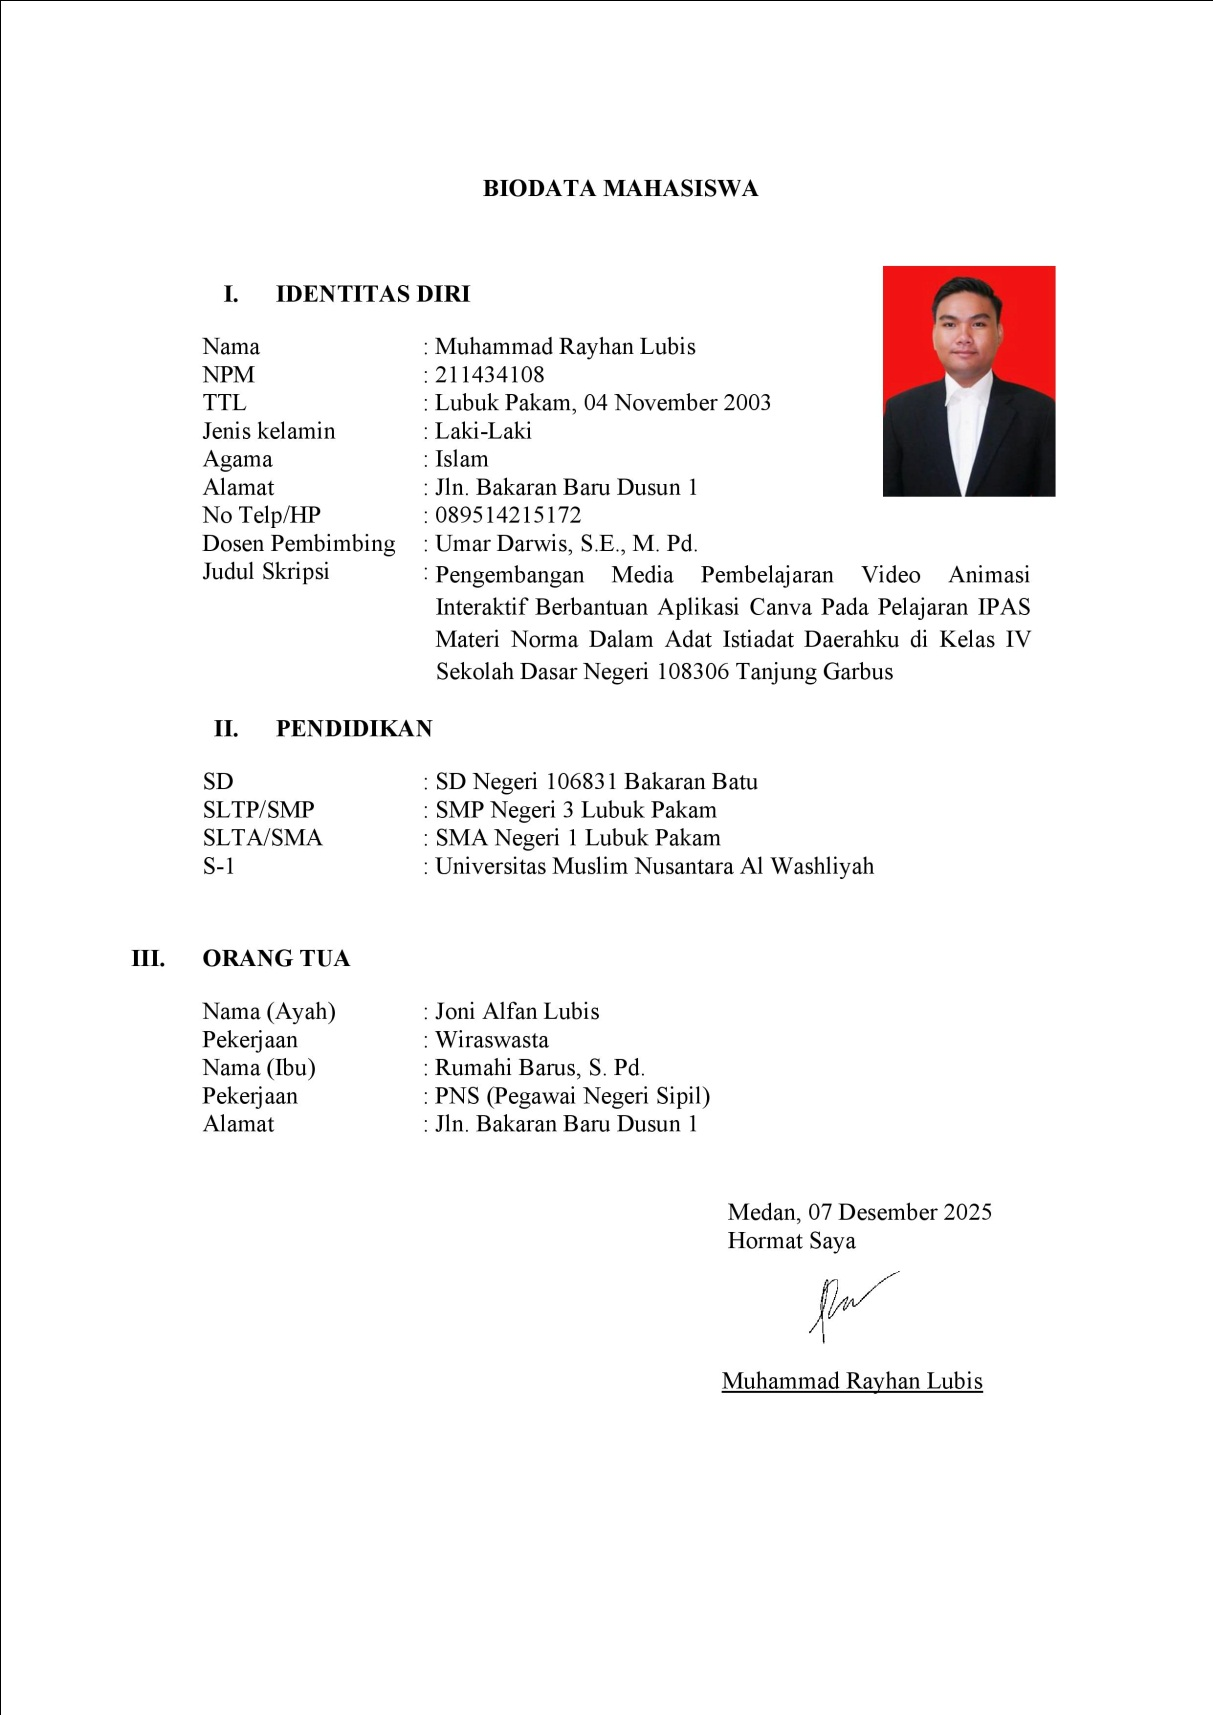 BIODATA MAHASISWA
I. IDENTITAS DIRI
Nama : Muhammad Rayhan Lubis
NPM : 211434108
TTL : Lubuk Pakam, 04 November 2003
Jenis kelamin : Laki-Laki
Agama : Islam
Alamat : Jln. Bakaran Baru Dusun 1
No Telp/HP : 089514215172
Dosen Pembimbing : Umar Darwis, S.E., M. Pd.
Judul Skripsi : Pengembangan Media Pembelajaran Video Animasi
Interaktif Berbantuan Aplikasi Canva Pada Pelajaran IPAS
Materi Norma Dalam Adat Istiadat Daerahku di Kelas IV
Sekolah Dasar Negeri 108306 Tanjung Garbus
II. PENDIDIKAN
SD : SD Negeri 106831 Bakaran Batu
SLTP/SMP : SMP Negeri 3 Lubuk Pakam
SLTA/SMA : SMA Negeri 1 Lubuk Pakam
S-1 : Universitas Muslim Nusantara Al Washliyah
III. ORANG TUA
Nama (Ayah) : Joni Alfan Lubis
Pekerjaan : Wiraswasta
Nama (Ibu) : Rumahi Barus, S. Pd.
Pekerjaan : PNS (Pegawai Negeri Sipil)
Alamat : Jln. Bakaran Baru Dusun 1
Medan, 07 Desember 2025
Hormat Saya
Muhammad Rayhan Lubis